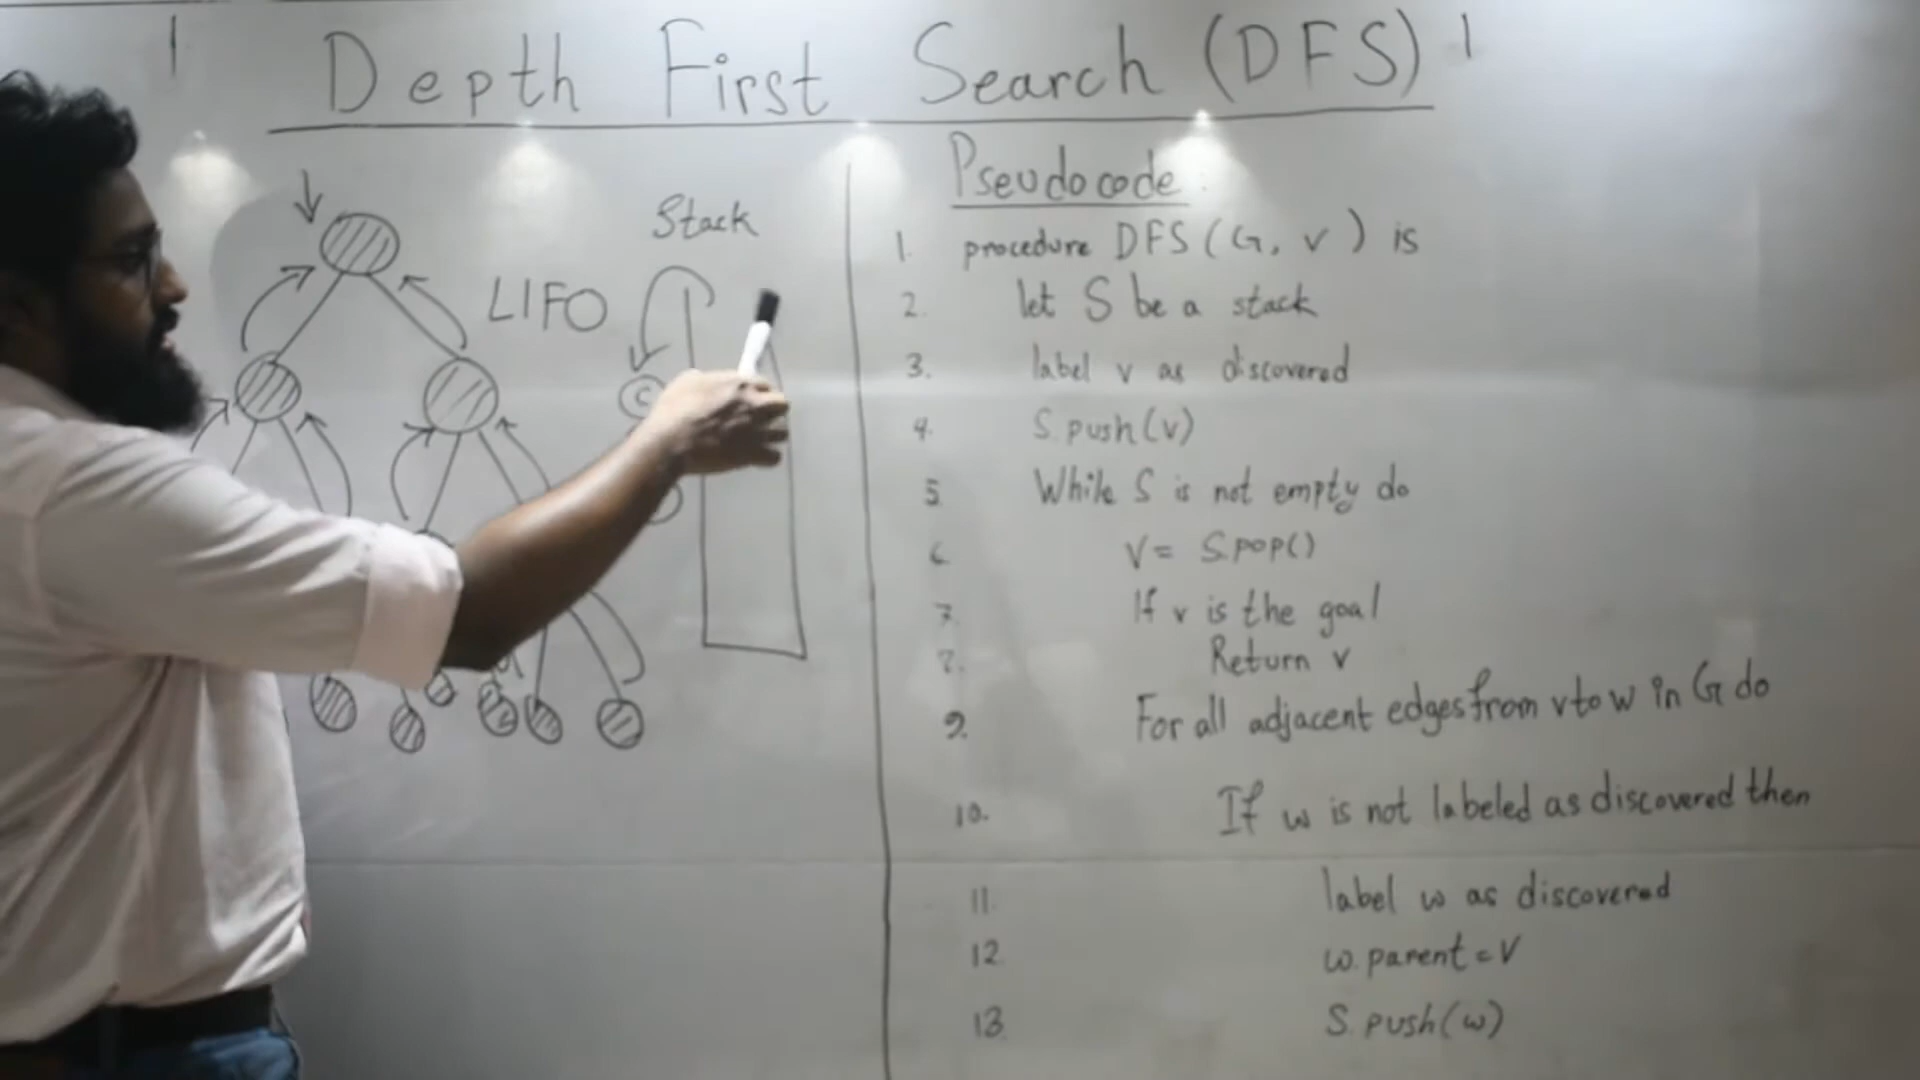 Depth First Search (DFS)
Stack
LIFO
C
Pseudocode
1. procedure DFS (G, v) is
2. let S be a stack
3. label v as discovered
4. S.push(v)
5. While S is not empty do
6 V = S.POP()
7. If v is the goal
8. Return v
9. For all adjacent edges from v to w in G do
10. If w is not labeled as discovered then
11. label w as discovered
12. w.parent = V
13 S.push(w)